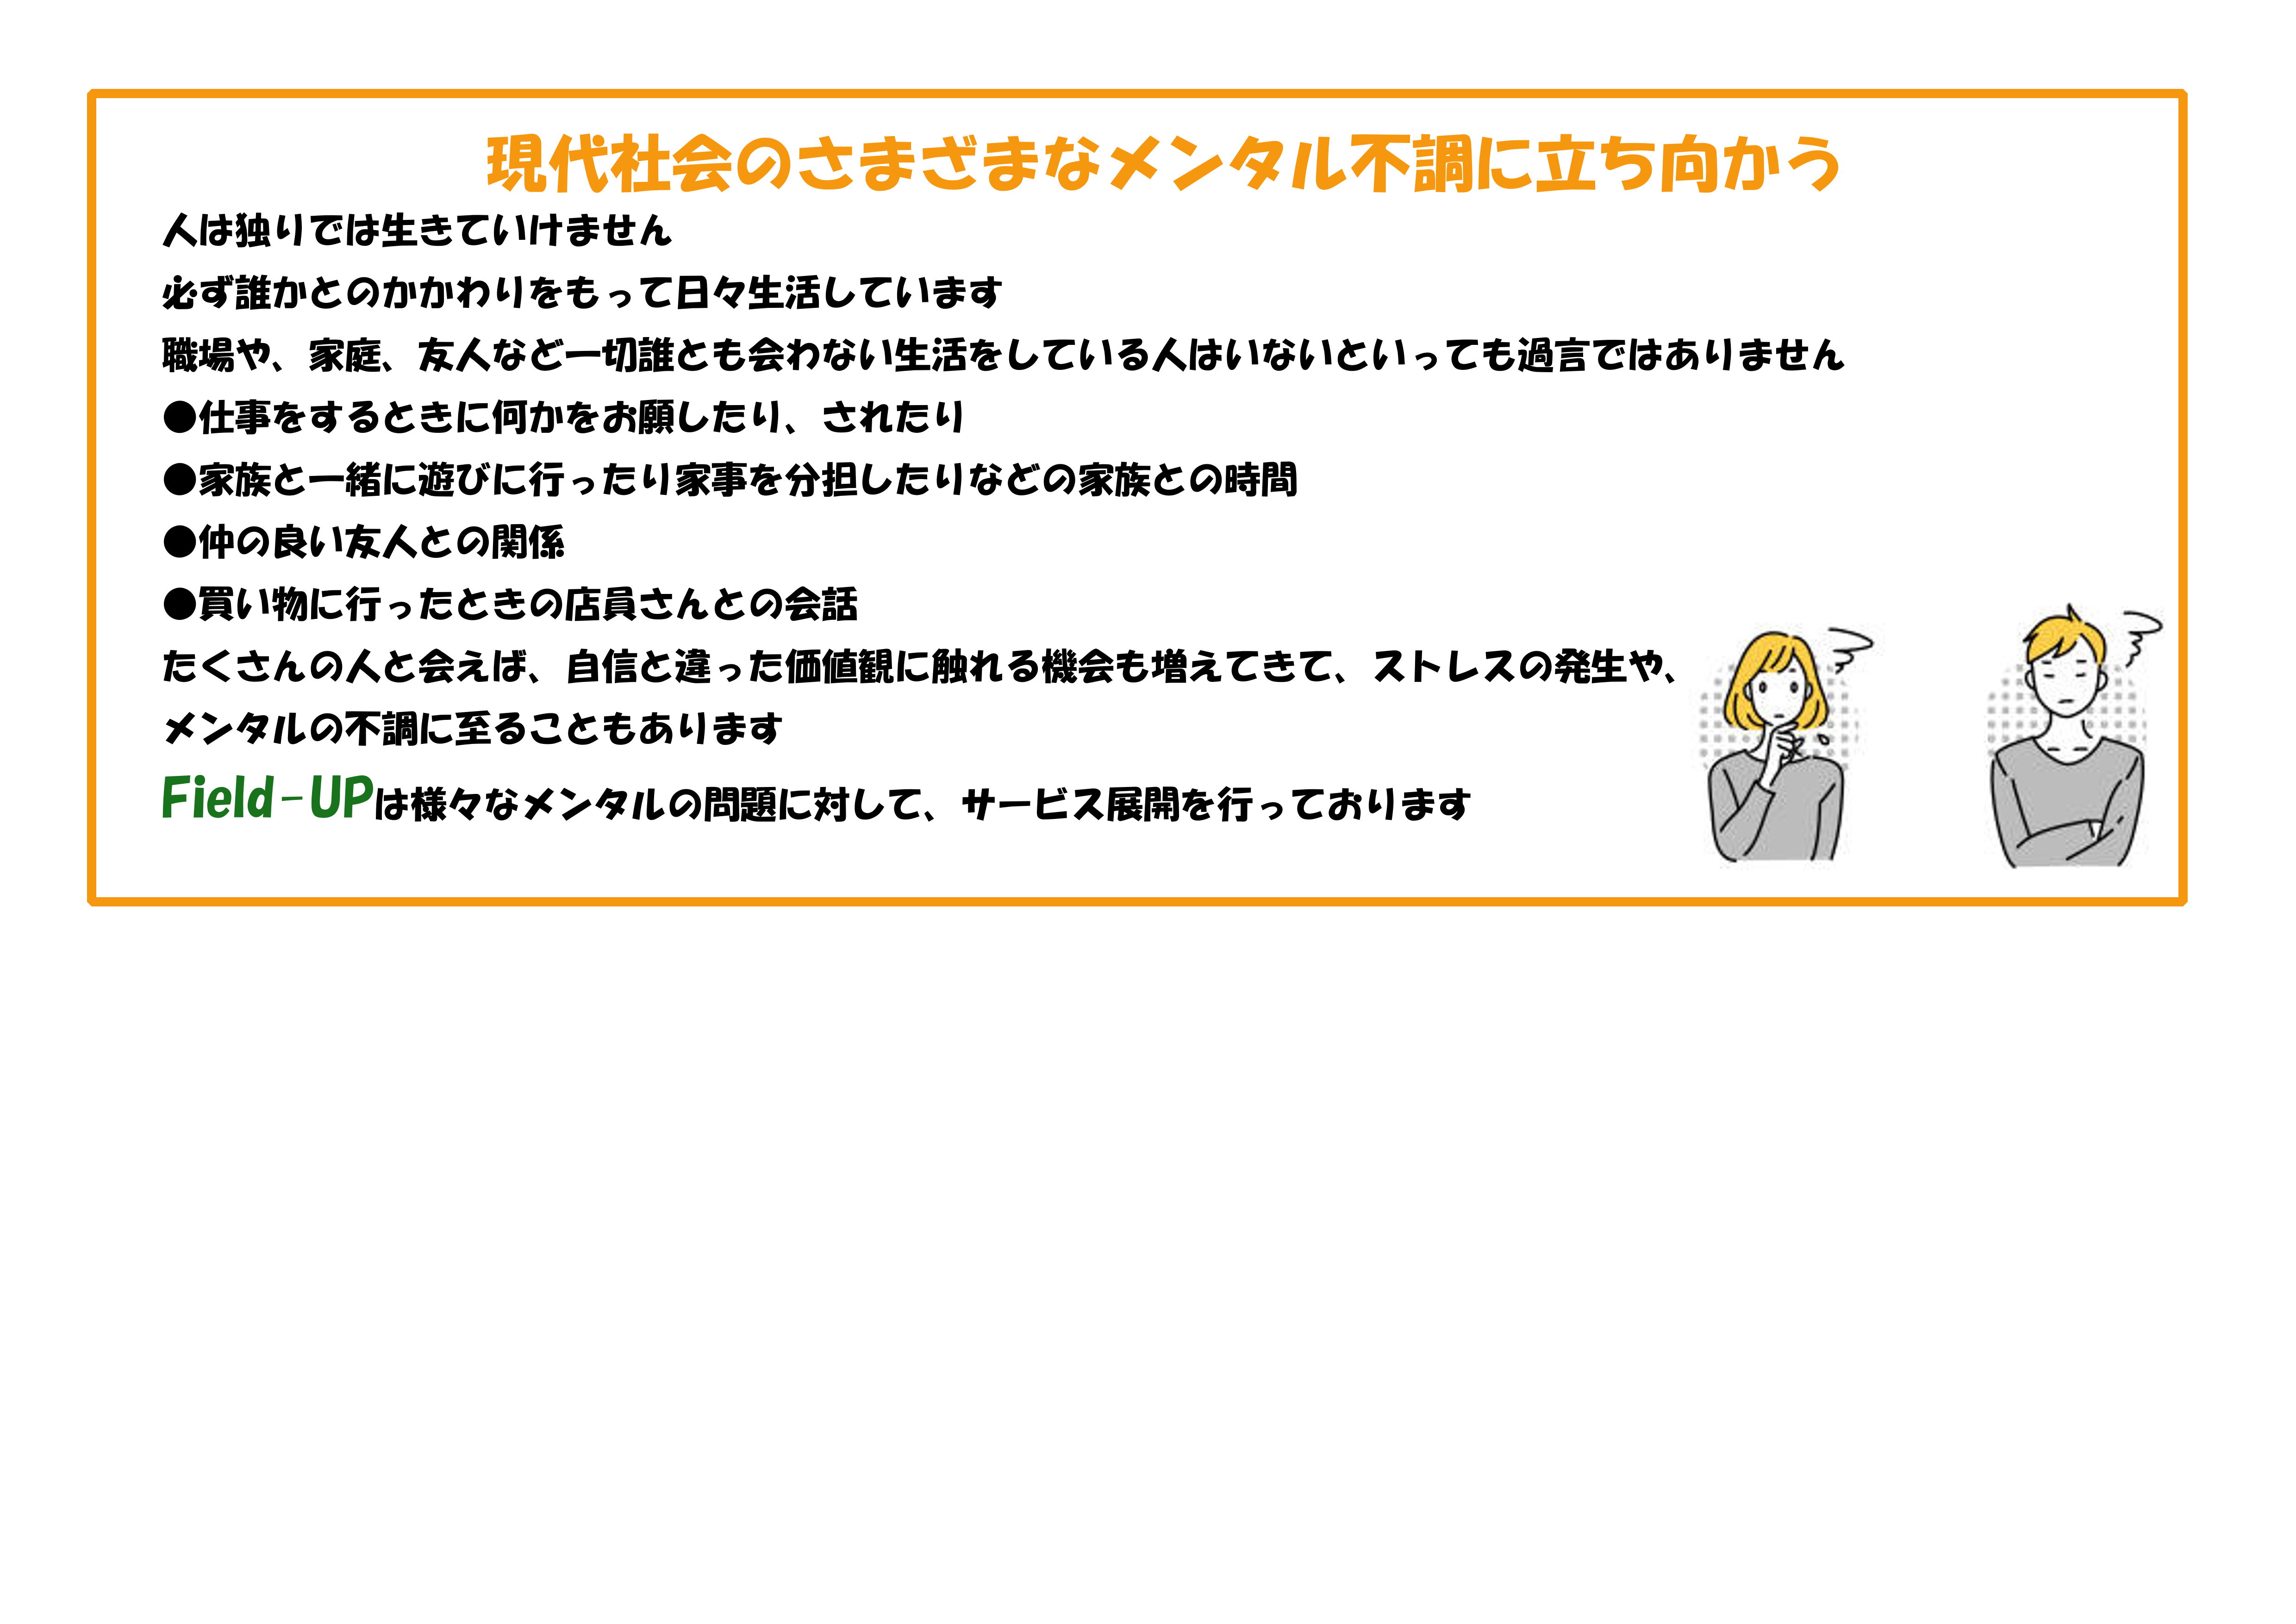 現代社会のさまざまなメンタル不調に立ち向かう
人は独りでは生きていけません
必ず誰かとのかかわりをもって日々生活しています
職場や、家庭、友人など一切誰とも会わない生活をしている人はいないといっても過言ではありません
●仕事をするときに何かをお願したり、されたり
●家族と一緒に遊びに行ったり家事を分担したりなどの家族との時間
●仲の良い友人との関係
●買い物に行ったときの店員さんとの会話
たくさんの人と会えば、自信と違った価値観に触れる機会も増えてきて、ストレスの発生や、
メンタルの不調に至ることもあります
Field-UPは様々なメンタルの問題に対して、サービス展開を行っております